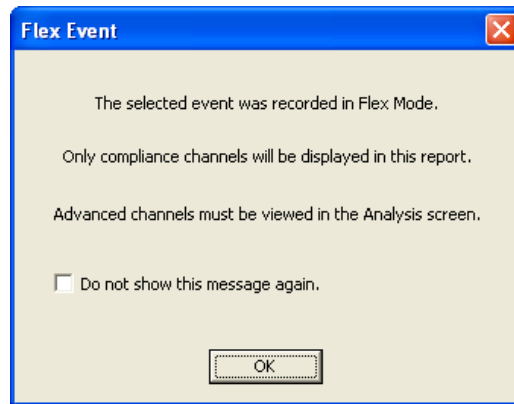 Flex Event
The selected event was recorded in Flex Mode.
Only compliance channels will be displayed in this report.
Advanced channels must be viewed in the Analysis screen.
Do not show this message again.
OK